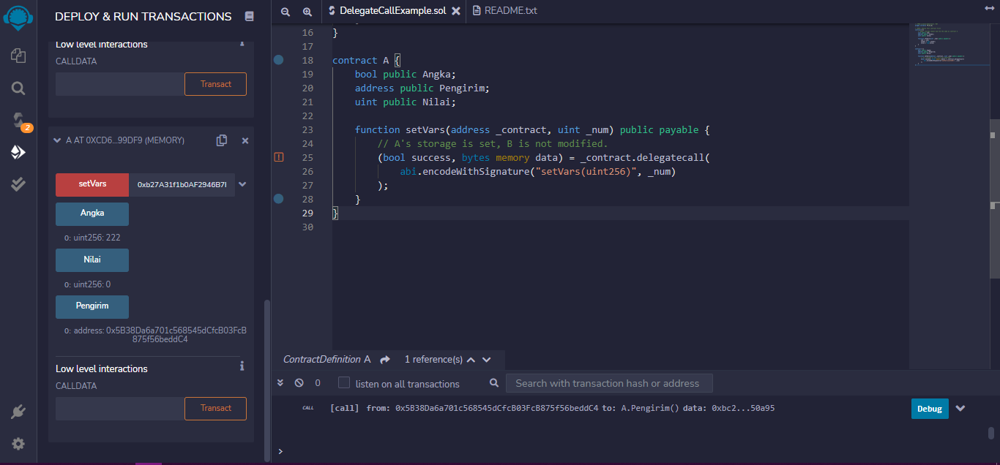 DEPLOY & RUN TRANSACTIONS
Low level interactions
CALLDATA
Transact
2
A AT 0XCD6...99DF9 (MEMORY)
setVars
0xb27A31f1b0AF2946B7I
Angka
0: uint256: 222
Nilai
0: uint256: 0
Pengirim
0: address: 0x5B38Da6a701c568545dCfcB03FcB
875f56beddC4
Low level interactions
CALLDATA
Transact
DelegateCallExample.sol
README.txt
16 }
17
18 contract A {
19 bool public Angka;
20 address public Pengirim;
21 uint public Nilai;
22
23 function setVars(address _contract, uint _num) public payable {
24 // A's storage is set, B is not modified.
25 (bool success, bytes memory data) = _contract.delegatecall(
26 abi.encodeWithSignature("setVars(uint256)", _num)
27 );
28 }
29 }
30
ContractDefinition A 1 reference(s)
0 listen on all transactions Search with transaction hash or address
CALL [call] from: 0x5B38Da6a701c568545dCfcB03FcB875f56beddC4 to: A.Pengirim() data: 0xbc2...50a95 Debug
>